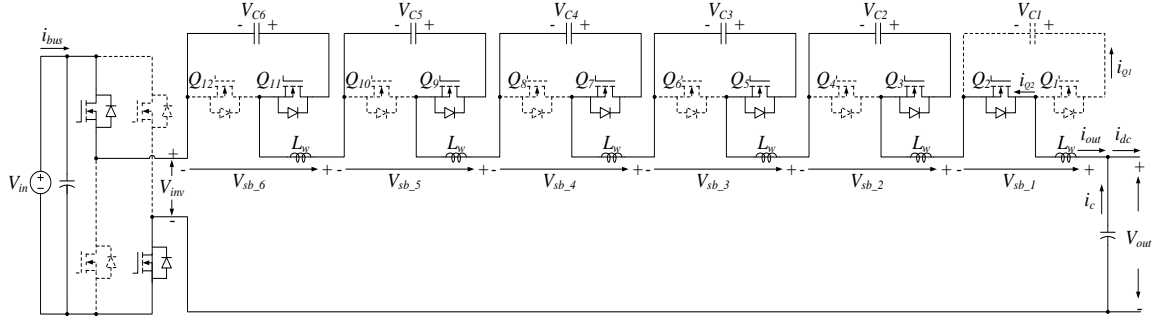 V_C6 V_C5 V_C4 V_C3 V_C2 V_C1
- + - + - + - + - + - +
i_bus
Q_12 Q_11 Q_10 Q_9 Q_8 Q_7 Q_6 Q_5 Q_4 Q_3 Q_2 i_Q2 Q_1 i_Q1
L_w L_w L_w L_w L_w L_w i_out i_dc
+ - + - + - + - + - + - + +
V_in + - V_inv V_sb_6 V_sb_5 V_sb_4 V_sb_3 V_sb_2 V_sb_1
- i_c
V_out
-